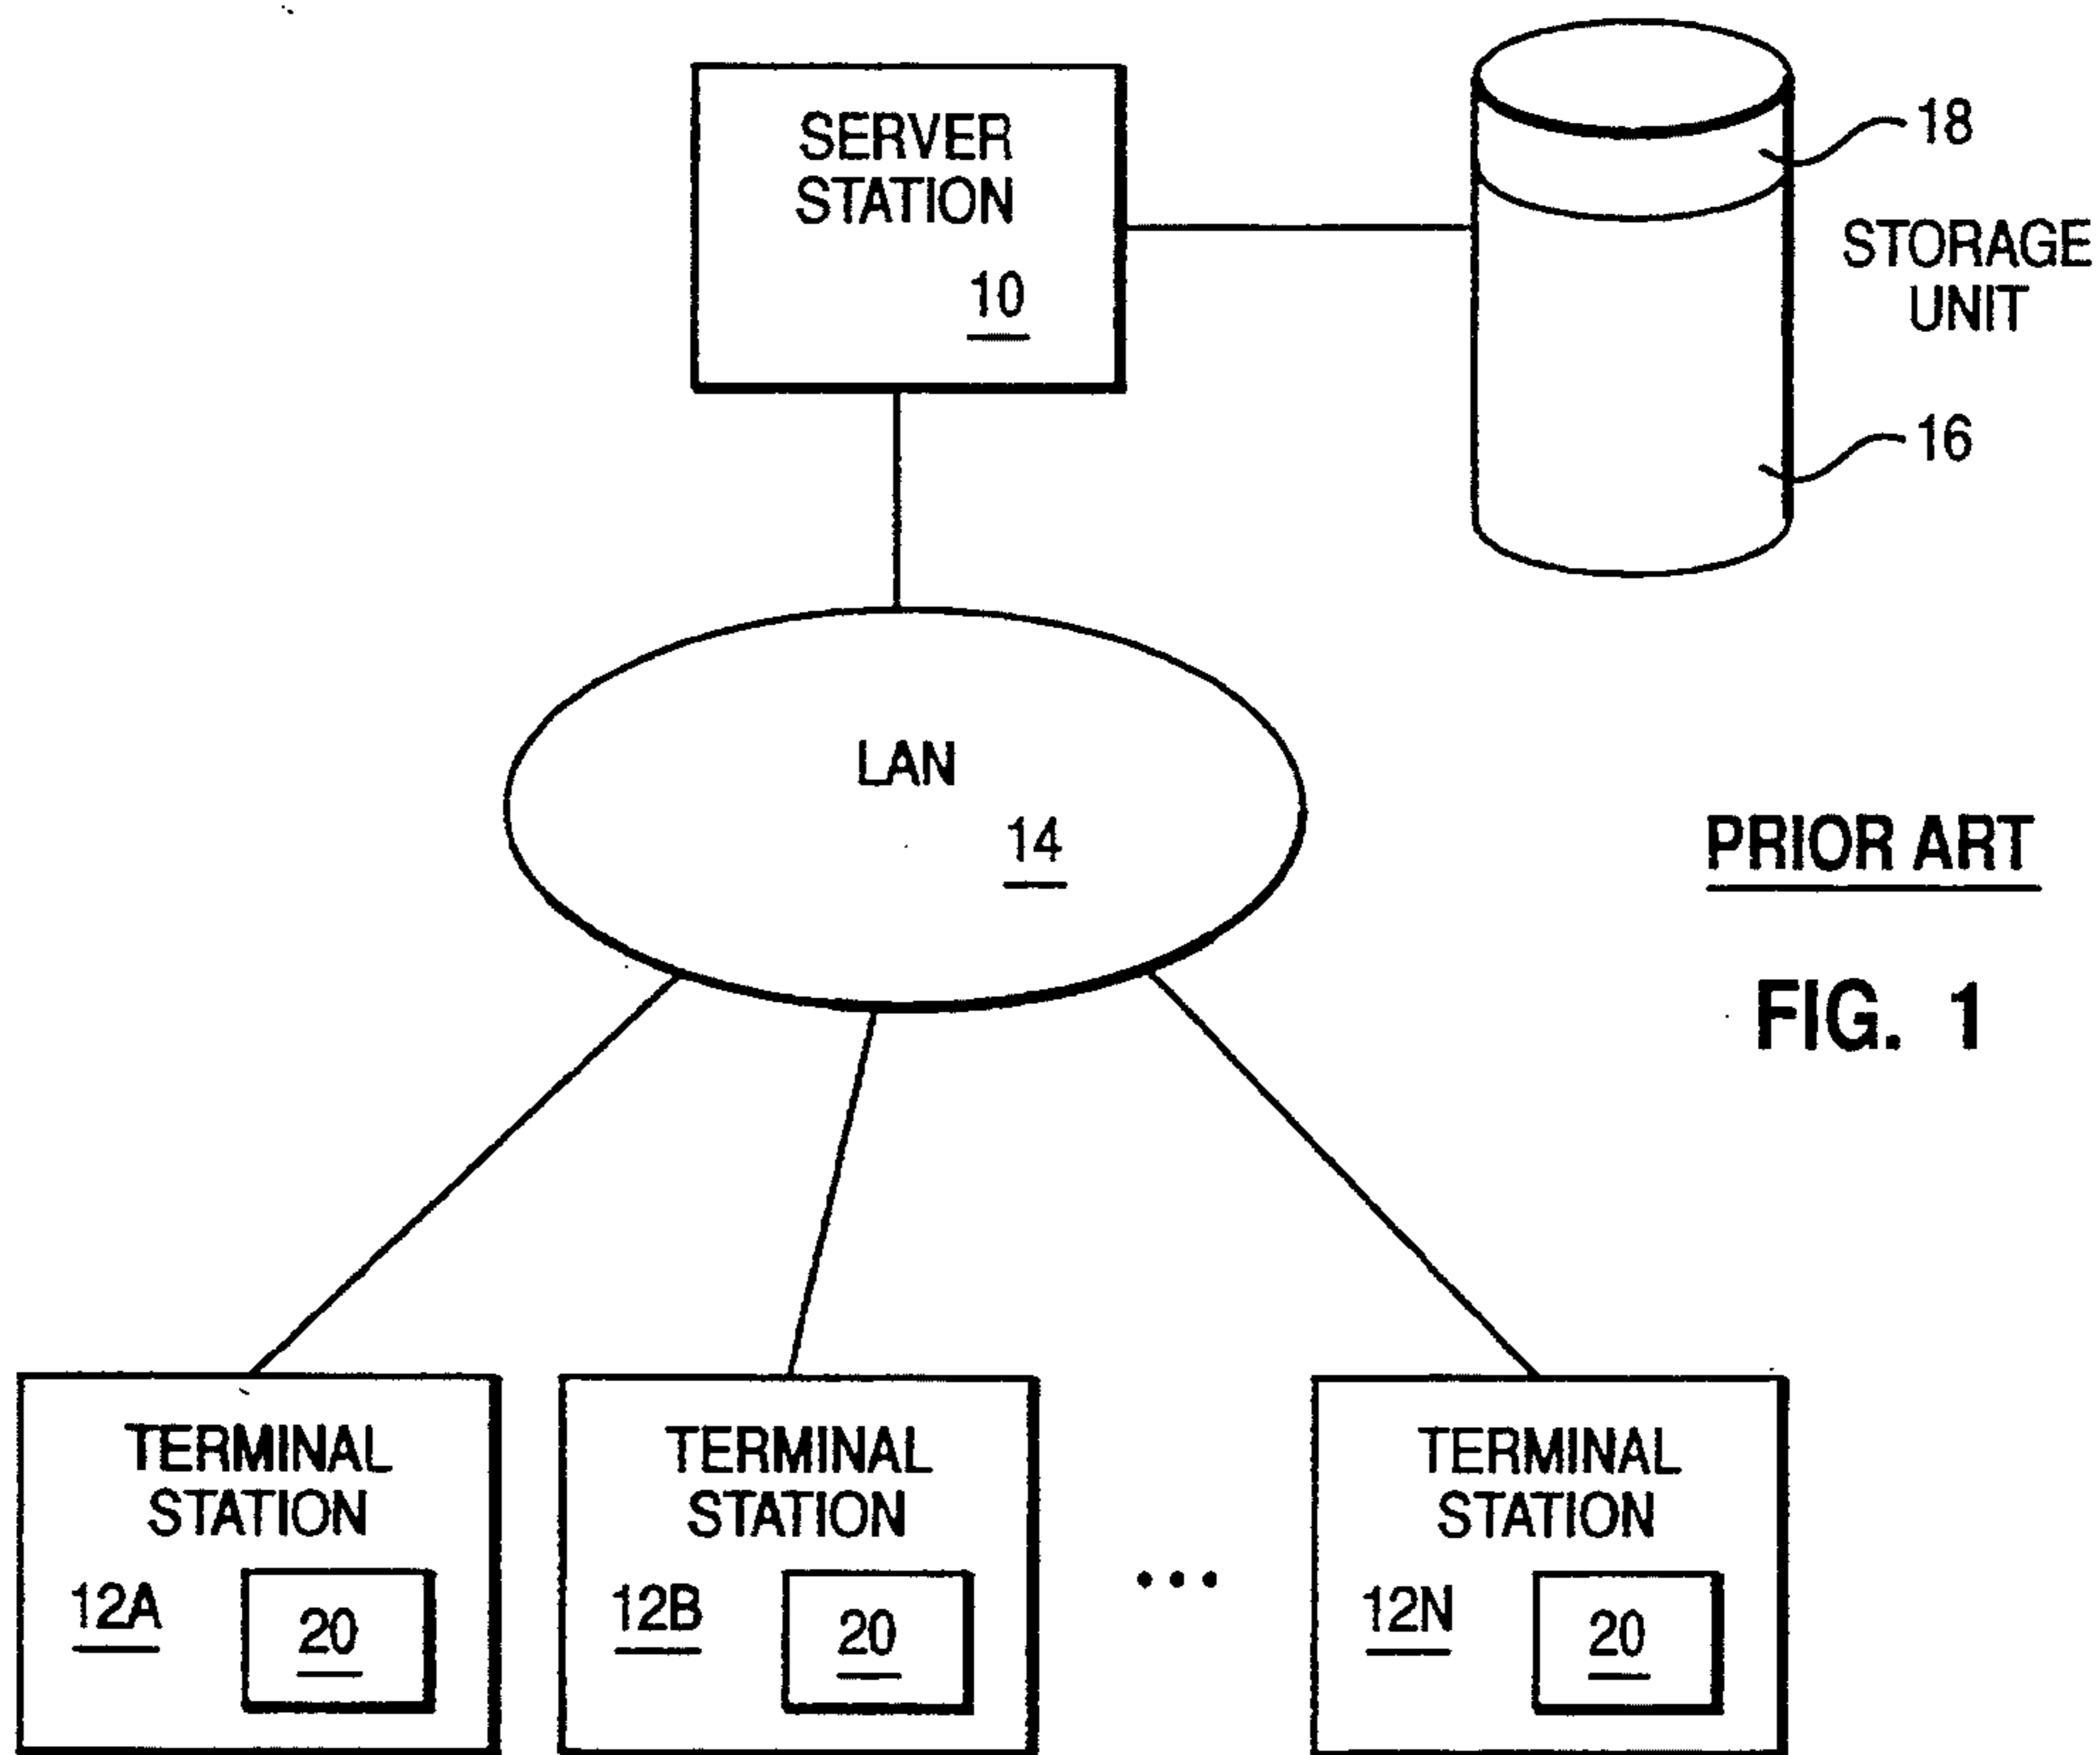 SERVER
STATION
10
18
STORAGE
UNIT
16
LAN
14
PRIOR ART
FIG. 1
TERMINAL
STATION
12A
20
TERMINAL
STATION
12B
20
...
TERMINAL
STATION
12N
20